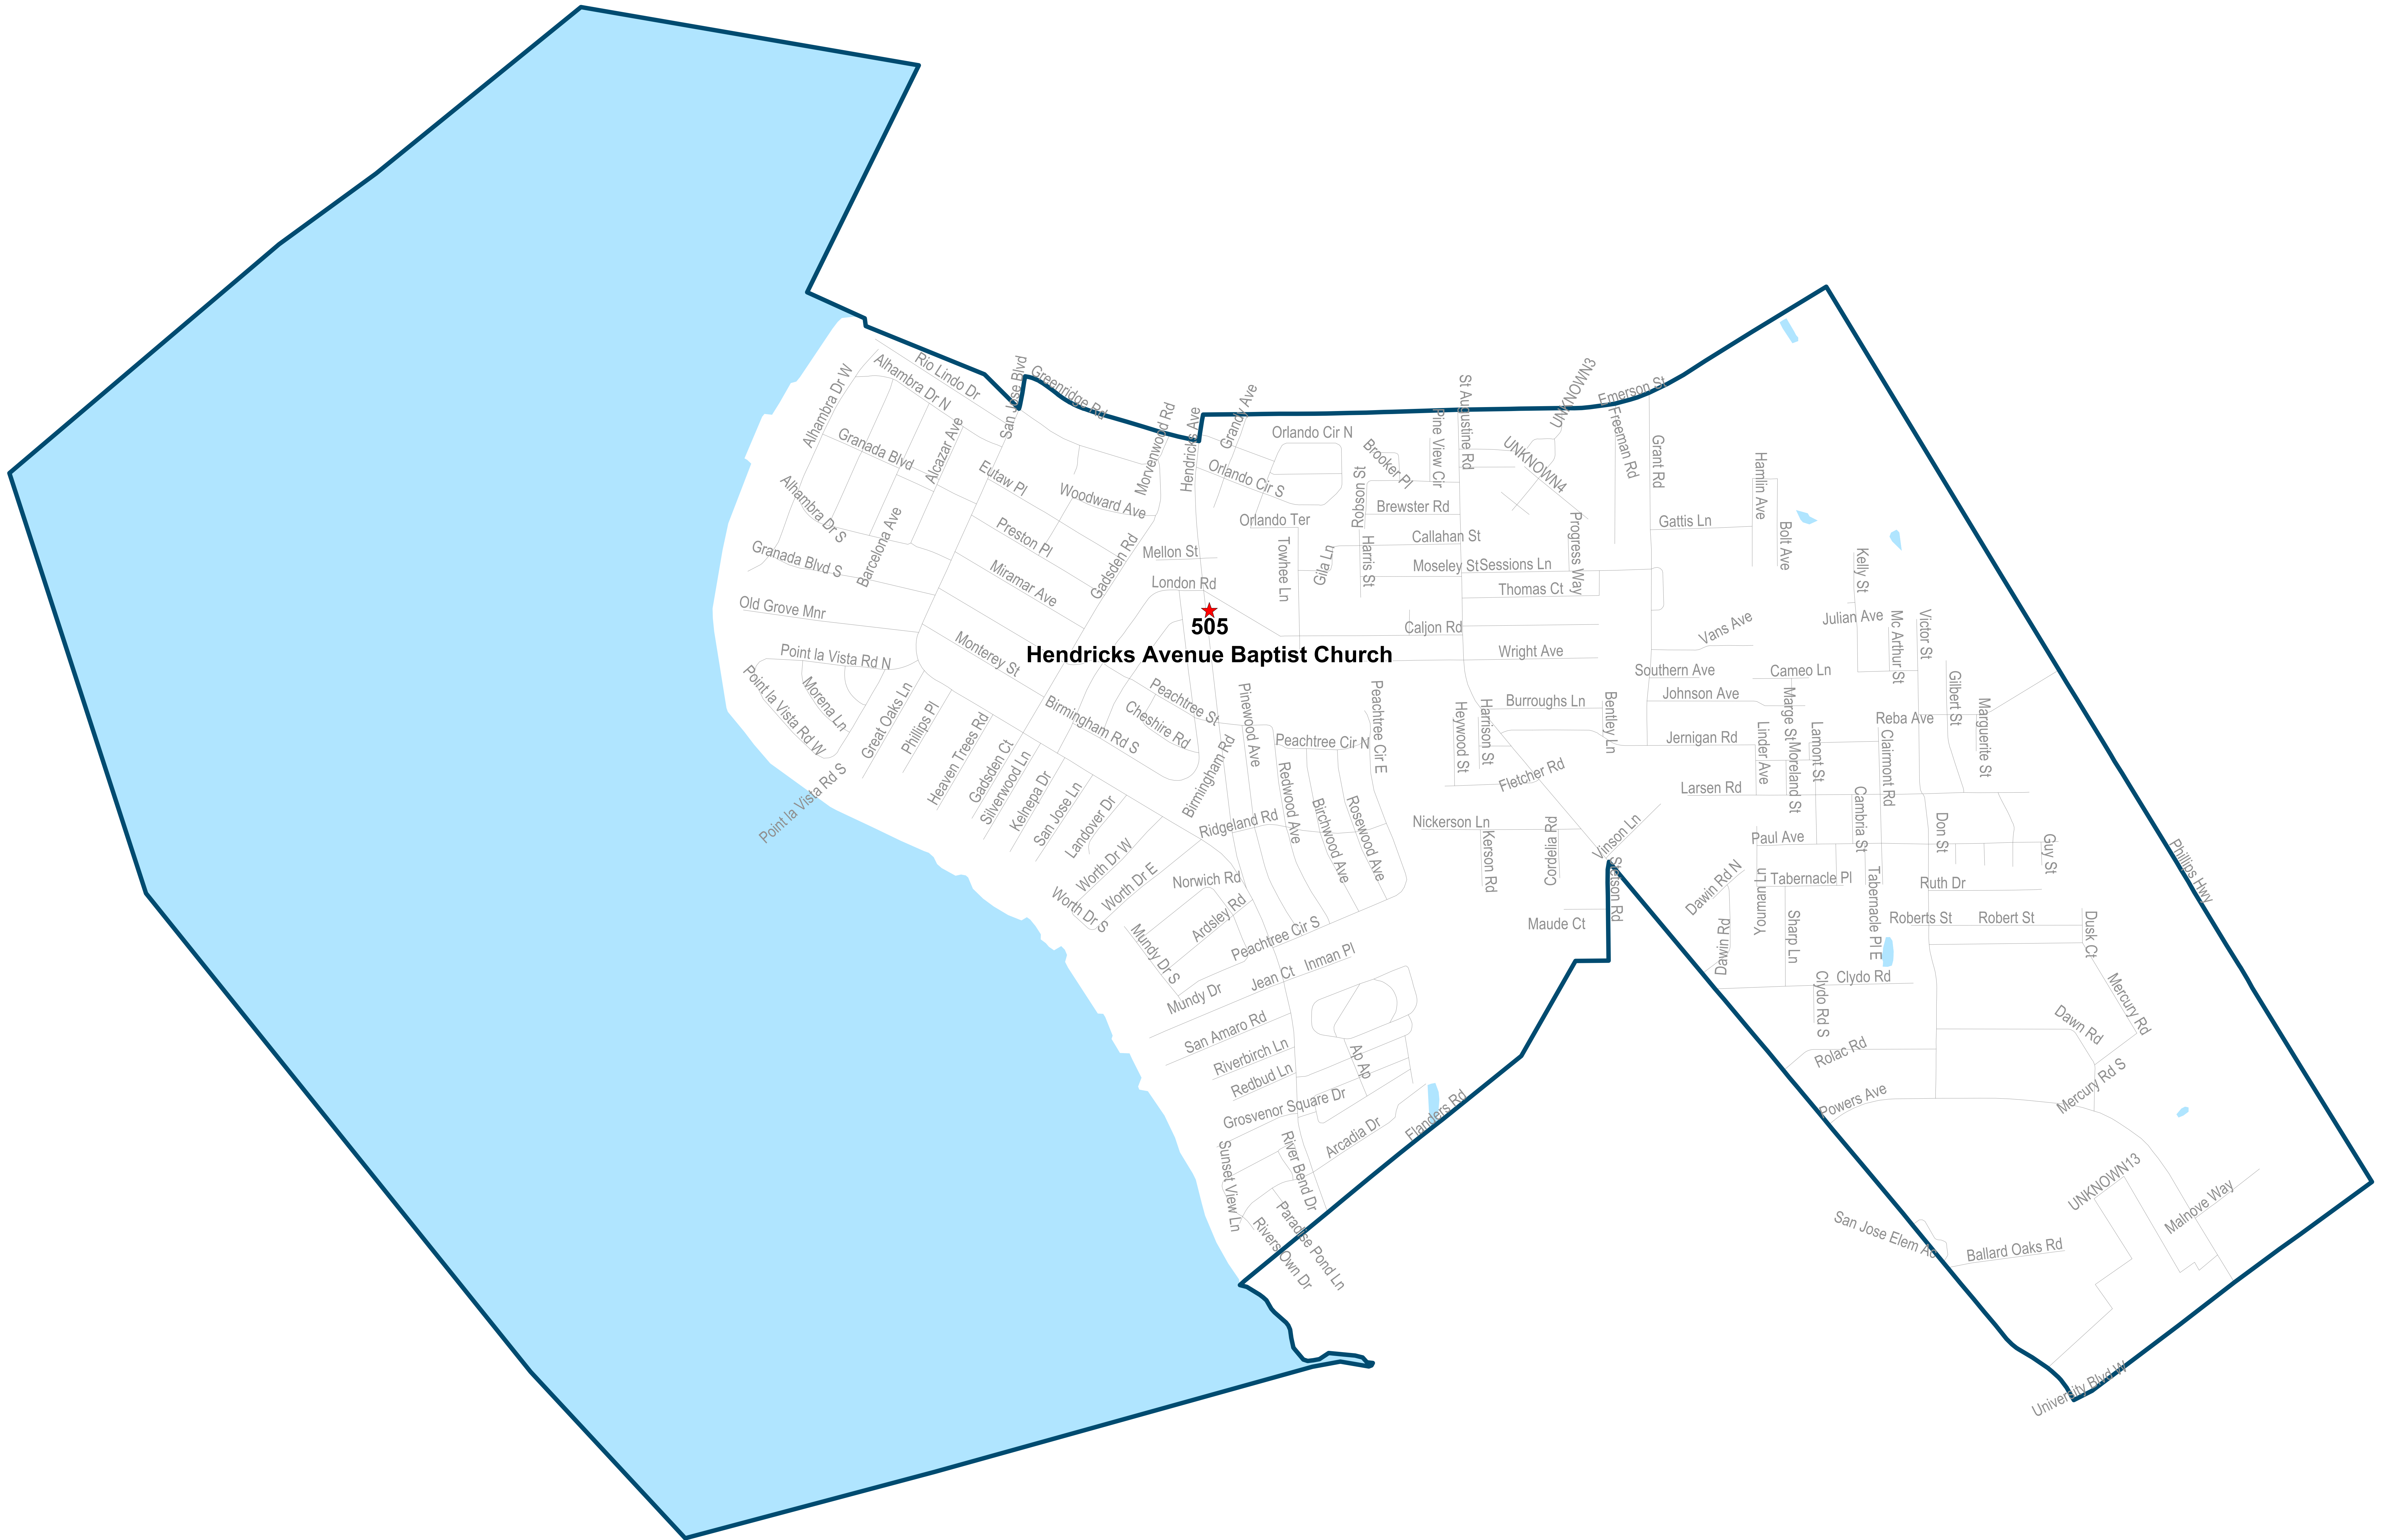 Rio Lindo Dr
Alhambra Dr N
Alhambra Dr W
San Jose Blvd
Greenridge Rd
Granada Blvd
Alcazar Ave
Alhambra Dr S
Barcelona Ave
Granada Blvd S
Old Grove Mnr
Eutaw Pl
Woodward Ave
Morvenwood Rd
Hendricks Ave
Grandy Ave
Orlando Cir N
Orlando Cir S
Orlando Ter
Preston Pl
Gadsden Rd
Mellon St
London Rd
Miramar Ave
Monterey St
Towhee Ln
Gila Ln
Robson St
Harris St
Brooker Pl
Pine View Cir
St Augustine Rd
Brewster Rd
Callahan St
Moseley St
Sessions Ln
Thomas Ct
Progress Way
UNKNOWN3
UNKNOWN4
Emerson St
Freeman Rd
Grant Rd
Gattis Ln
Hamlin Ave
Bolt Ave
Kelly St
Julian Ave
Mc Arthur St
Victor St
Vans Ave
505
Hendricks Avenue Baptist Church
Caljon Rd
Wright Ave
Southern Ave
Cameo Ln
Johnson Ave
Burroughs Ln
Bentley Ln
Jernigan Rd
Marge St
Linder Ave
Moreland St
Lamont St
Reba Ave
Gilbert St
Marguerite St
Clairmont Rd
Larsen Rd
Cambria St
Don St
Paul Ave
Guy St
Phillips Hwy
Point la Vista Rd N
Point la Vista Rd W
Morena Ln
Point la Vista Rd S
Great Oaks Ln
Phillips Pl
Heaven Trees Rd
Gadsden Ct
Silverwood Ln
Kelnepa Dr
San Jose Ln
Landover Dr
Birmingham Rd S
Peachtree St
Cheshire Rd
Birmingham Rd
Pinewood Ave
Peachtree Cir N
Peachtree Cir E
Redwood Ave
Birchwood Ave
Rosewood Ave
Ridgeland Rd
Heywood St
Harrison St
Fletcher Rd
Nickerson Ln
Kerson Rd
Cordelia Rd
Vinson Ln
Stetson Rd
Maude Ct
Worth Dr W
Worth Dr E
Worth Dr S
Norwich Rd
Ardsley Rd
Mundy Dr S
Mundy Dr
Peachtree Cir S
Jean Ct
Inman Pl
San Amaro Rd
Riverbirch Ln
Redbud Ln
Grosvenor Square Dr
Ap Ap
Arcadia Dr
Flanders Rd
Sunset View Ln
River Bend Dr
Paradise Pond Ln
Rivers Own Dr
Dawin Rd N
Dawin Rd
Youman Ln
Tabernacle Pl
Tabernacle Pl E
Sharp Ln
Ruth Dr
Roberts St
Robert St
Dusk Ct
Clydo Rd
Clydo Rd S
Mercury Rd
Dawn Rd
Rolac Rd
Powers Ave
Mercury Rd S
UNKNOWN13
Malnove Way
San Jose Elem Ac
Ballard Oaks Rd
University Blvd W